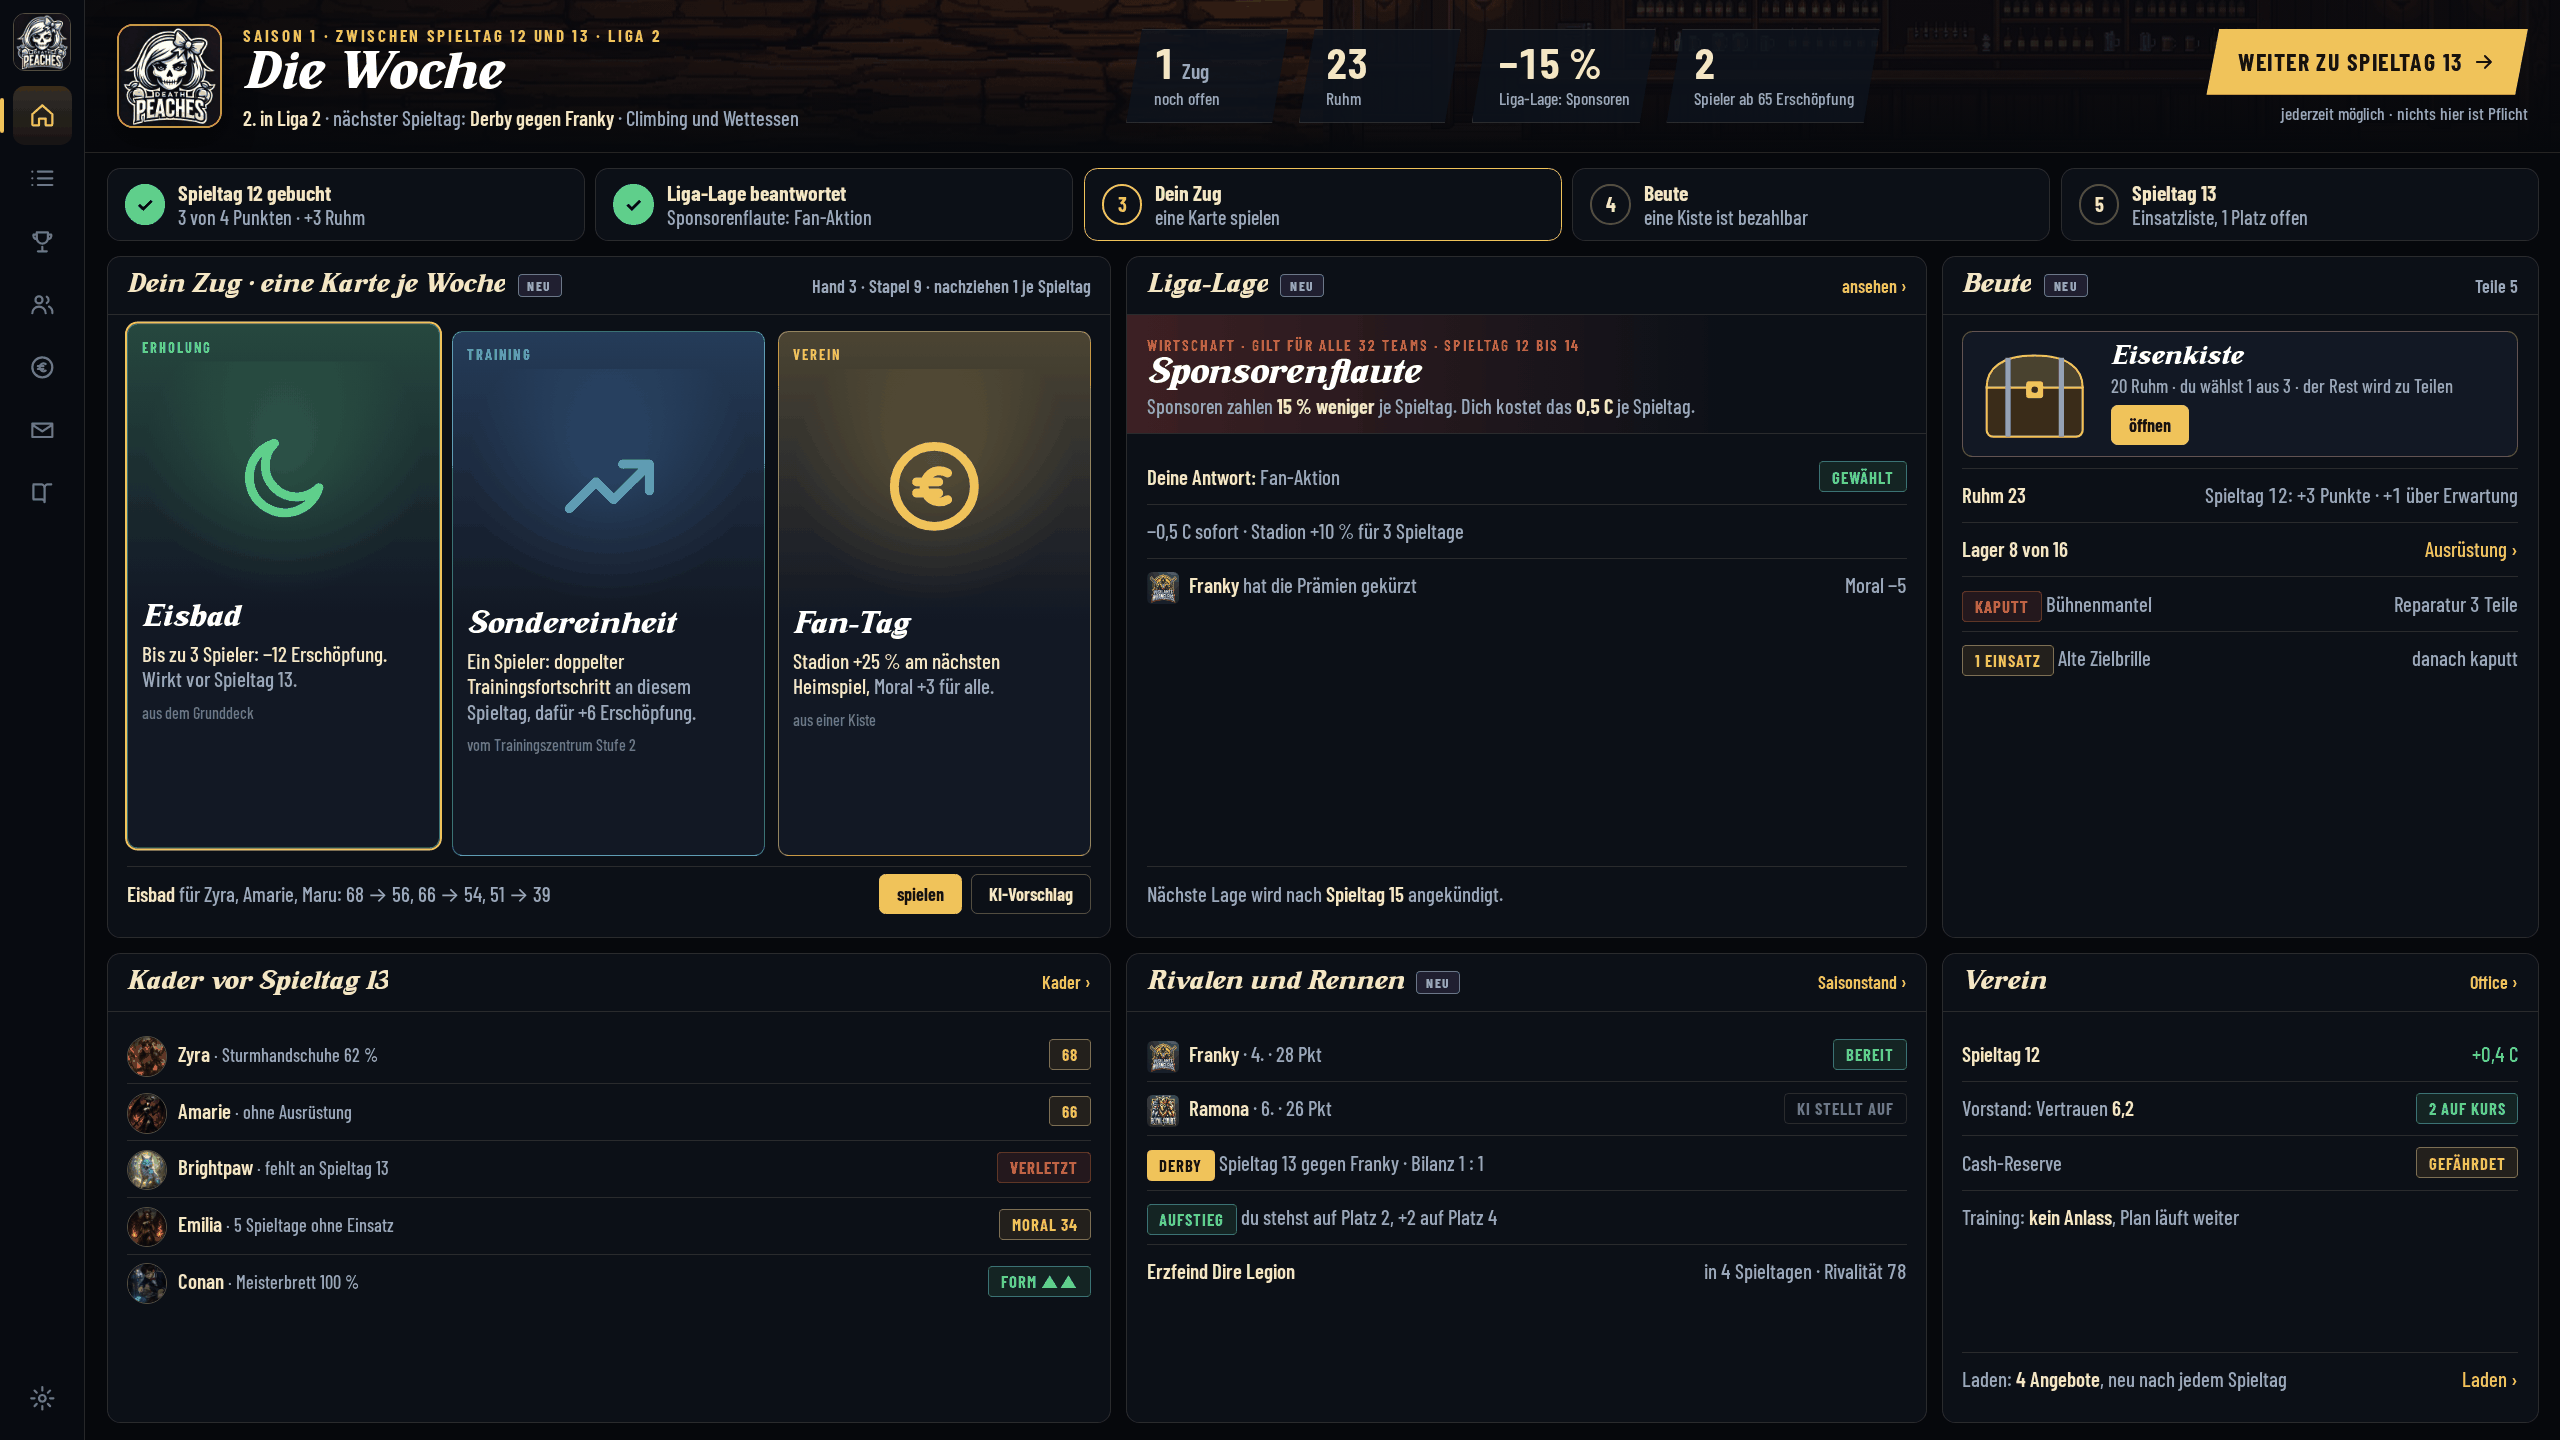 DEATH PEACHES
SAISON 1 · ZWISCHEN SPIELTAG 12 UND 13 · LIGA 2
Die Woche
2. in Liga 2 · nächster Spieltag: Derby gegen Franky · Climbing und Wettessen
1 Zug
noch offen
23
Ruhm
−15 %
Liga-Lage: Sponsoren
2
Spieler ab 65 Erschöpfung
WEITER ZU SPIELTAG 13 →
jederzeit möglich · nichts hier ist Pflicht
Spieltag 12 gebucht
3 von 4 Punkten · +3 Ruhm
Liga-Lage beantwortet
Sponsorenflaute: Fan-Aktion
3
Dein Zug
eine Karte spielen
4
Beute
eine Kiste ist bezahlbar
5
Spieltag 13
Einsatzliste, 1 Platz offen
Dein Zug · eine Karte je Woche NEU
Hand 3 · Stapel 9 · nachziehen 1 je Spieltag
ERHOLUNG
Eisbad
Bis zu 3 Spieler: −12 Erschöpfung.
Wirkt vor Spieltag 13.
aus dem Grunddeck
TRAINING
Sondereinheit
Ein Spieler: doppelter
Trainingsfortschritt an diesem
Spieltag, dafür +6 Erschöpfung.
vom Trainingszentrum Stufe 2
VEREIN
Fan-Tag
Stadion +25 % am nächsten
Heimspiel, Moral +3 für alle.
aus einer Kiste
Eisbad für Zyra, Amarie, Maru: 68 → 56, 66 → 54, 51 → 39
spielen
KI-Vorschlag
Liga-Lage NEU
ansehen ›
WIRTSCHAFT · GILT FÜR ALLE 32 TEAMS · SPIELTAG 12 BIS 14
Sponsorenflaute
Sponsoren zahlen 15 % weniger je Spieltag. Dich kostet das 0,5 C je Spieltag.
Deine Antwort: Fan-Aktion
GEWÄHLT
−0,5 C sofort · Stadion +10 % für 3 Spieltage
Franky hat die Prämien gekürzt
Moral −5
Nächste Lage wird nach Spieltag 15 angekündigt.
Beute NEU
Teile 5
Eisenkiste
20 Ruhm · du wählst 1 aus 3 · der Rest wird zu Teilen
öffnen
Ruhm 23
Spieltag 12: +3 Punkte · +1 über Erwartung
Lager 8 von 16
Ausrüstung ›
KAPUTT Bühnenmantel
Reparatur 3 Teile
1 EINSATZ Alte Zielbrille
danach kaputt
Kader vor Spieltag 13
Kader ›
Zyra · Sturmhandschuhe 62 %
68
Amarie · ohne Ausrüstung
66
Brightpaw · fehlt an Spieltag 13
VERLETZT
Emilia · 5 Spieltage ohne Einsatz
MORAL 34
Conan · Meisterbrett 100 %
FORM ▲▲
Rivalen und Rennen NEU
Saisonstand ›
Franky · 4. · 28 Pkt
BEREIT
Ramona · 6. · 26 Pkt
KI STELLT AUF
DERBY Spieltag 13 gegen Franky · Bilanz 1 : 1
AUFSTIEG du stehst auf Platz 2, +2 auf Platz 4
Erzfeind Dire Legion
in 4 Spieltagen · Rivalität 78
Verein
Office ›
Spieltag 12
+0,4 C
Vorstand: Vertrauen 6,2
2 AUF KURS
Cash-Reserve
GEFÄHRDET
Training: kein Anlass, Plan läuft weiter
Laden: 4 Angebote, neu nach jedem Spieltag
Laden ›